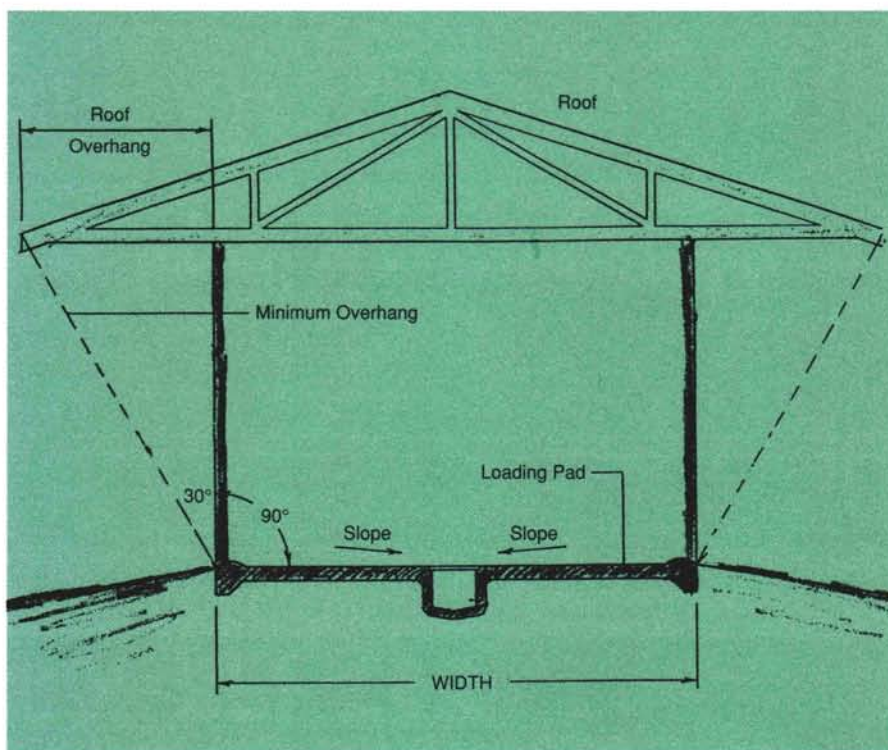 Roof
Overhang
Roof
Minimum Overhang
Loading Pad
30°
90°
Slope
Slope
WIDTH